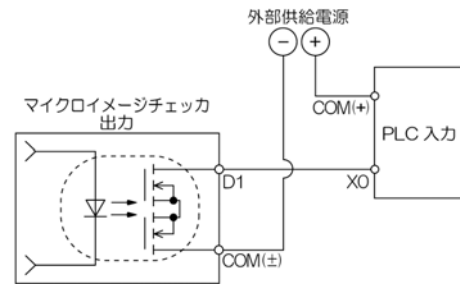 外部供給電源
− +
マイクロイメージチェッカ
出力
COM(+)
PLC 入力
D1
X0
COM(±)